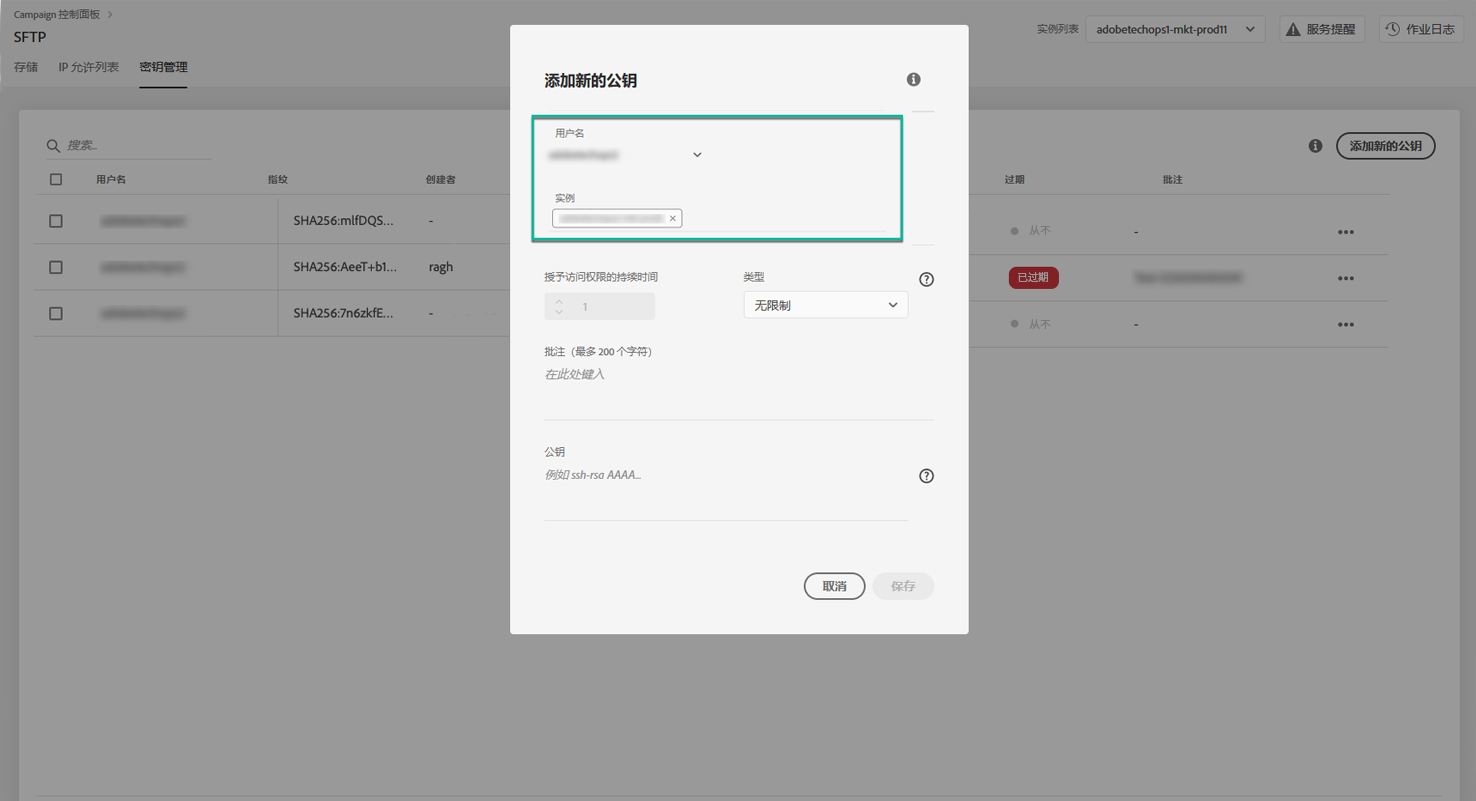 Campaign 控制面板
SFTP
实例列表 adobetechops1-mkt-prod11 服务提醒 作业日志
存储 IP 允许列表 密钥管理
搜索...
添加新的公钥
用户名 指纹 创建者 过期 批注
SHA256:mlfDQS... - 从不 -
SHA256:AeeT+b1... ragh 已过期
SHA256:7n6zkfE... - 从不 -
添加新的公钥
用户名
实例
授予访问权限的持续时间 类型
1 无限制
批注（最多 200 个字符）
在此处键入
公钥
例如 ssh-rsa AAAA...
取消 保存